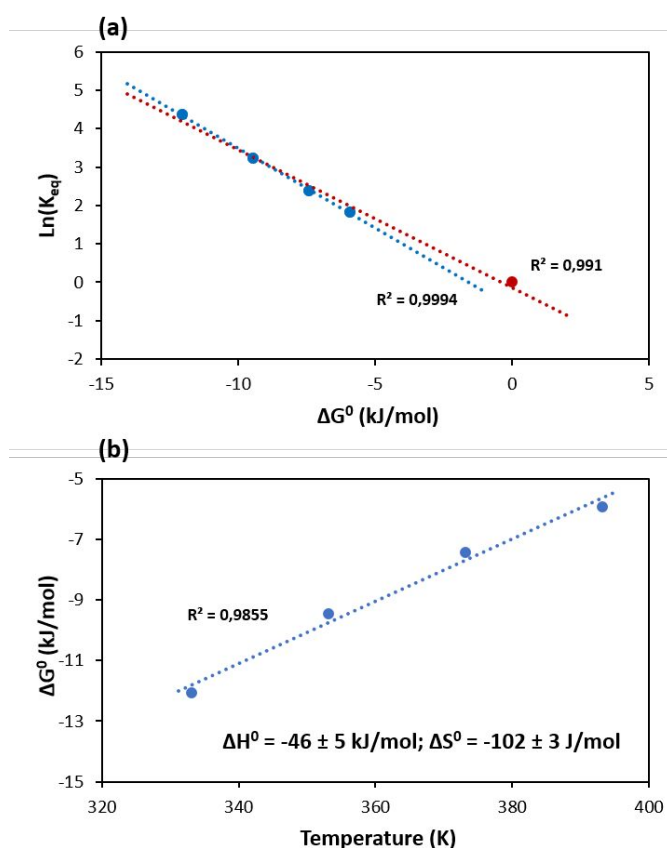 (a)
6
5
4
3
2
1
0
-1
-2
Ln(Keq)
R² = 0,991
R² = 0,9994
-15 -10 -5 0 5
ΔG⁰ (kJ/mol)
(b)
-5
-7
-9
-11
-13
-15
ΔG⁰ (kJ/mol)
R² = 0,9855
ΔH⁰ = -46 ± 5 kJ/mol; ΔS⁰ = -102 ± 3 J/mol
320 340 360 380 400
Temperature (K)